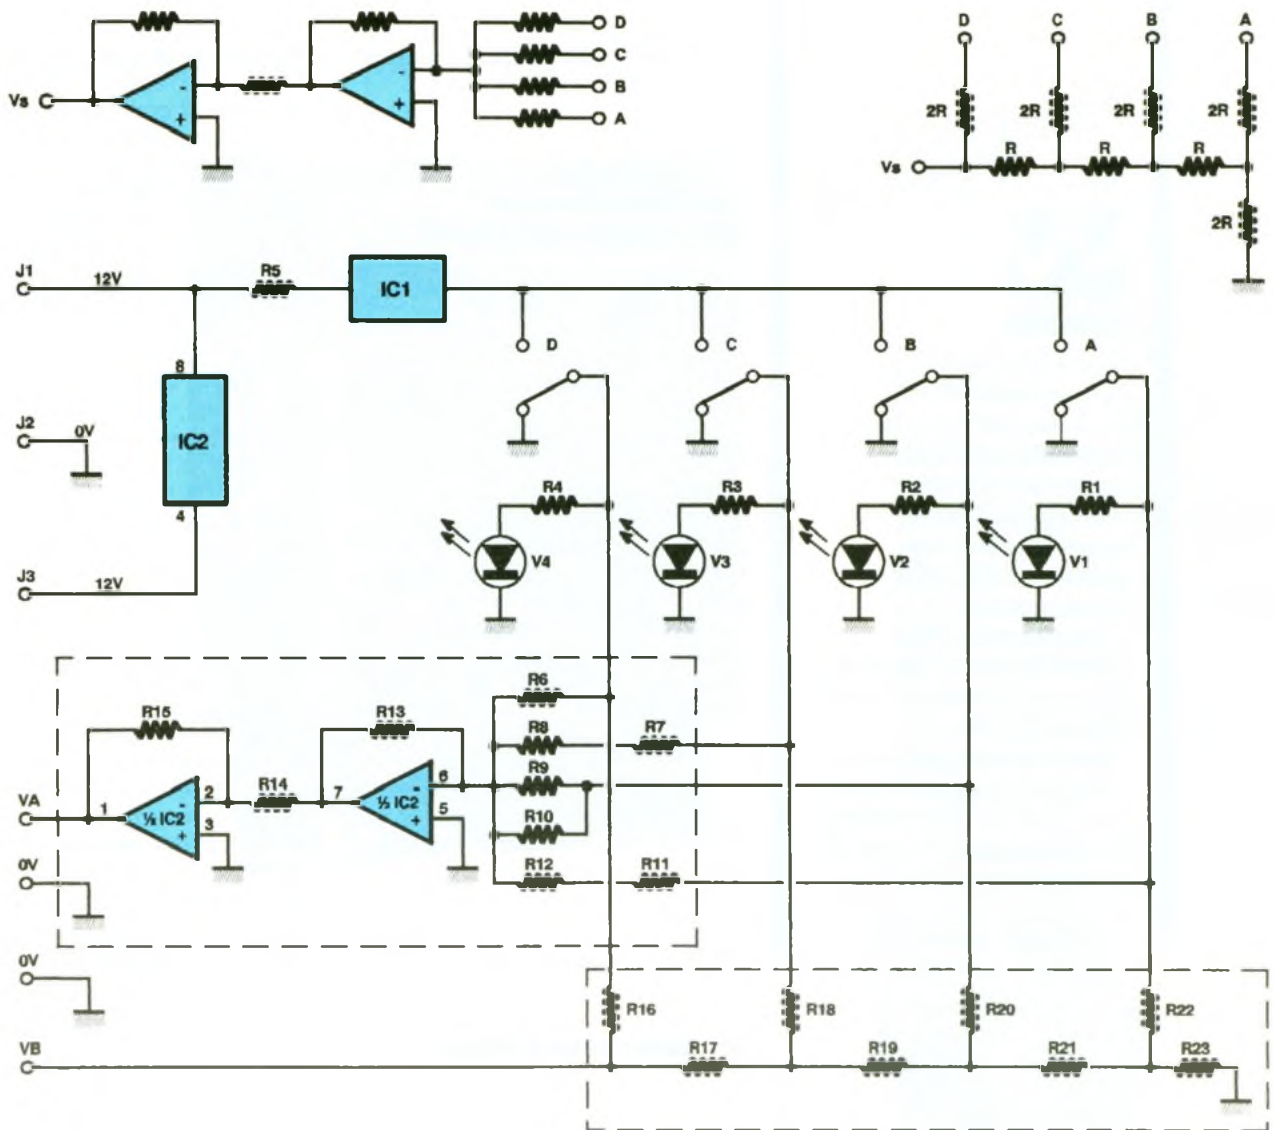 D
C
B
A
Vs
-
+
-
+
D
C
B
A
2R
2R
2R
2R
Vs
R
R
R
2R
J1
12V
R5
IC1
D
C
B
A
8
IC2
4
J2
0V
J3
12V
R4
R3
R2
R1
V4
V3
V2
V1
R6
R15
R13
R8
R7
R14
R9
VA
1
½ IC2
2
-
3
+
7
½ IC2
6
-
5
+
R10
0V
R12
R11
0V
R16
R18
R20
R22
VB
R17
R19
R21
R23